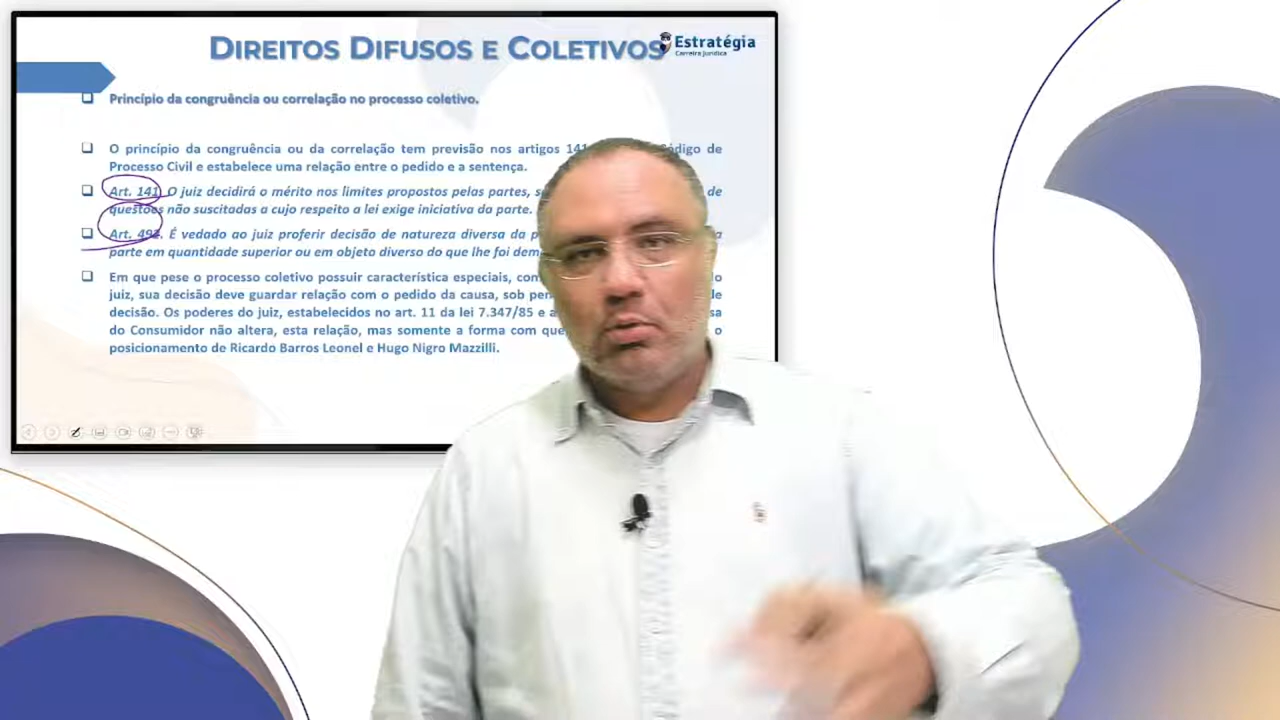 DIREITOS DIFUSOS E COLETIVOS
Estratégia
Carreira Jurídica
Princípio da congruência ou correlação no processo coletivo.
O princípio da congruência ou da correlação tem previsão nos artigos 141 Código de
Processo Civil e estabelece uma relação entre o pedido e a sentença.
Art. 141. O juiz decidirá o mérito nos limites propostos pelas partes, de
questões não suscitadas a cujo respeito a lei exige iniciativa da parte.
Art. 492. É vedado ao juiz proferir decisão de natureza diversa da
parte em quantidade superior ou em objeto diverso do que lhe foi
Em que pese o processo coletivo possuir característica especiais,
juiz, sua decisão deve guardar relação com o pedido da causa, sob
decisão. Os poderes do juiz, estabelecidos no art. 11 da lei 7.347/85 e
do Consumidor não altera, esta relação, mas somente a forma com que o
posicionamento de Ricardo Barros Leonel e Hugo Nigro Mazzilli.